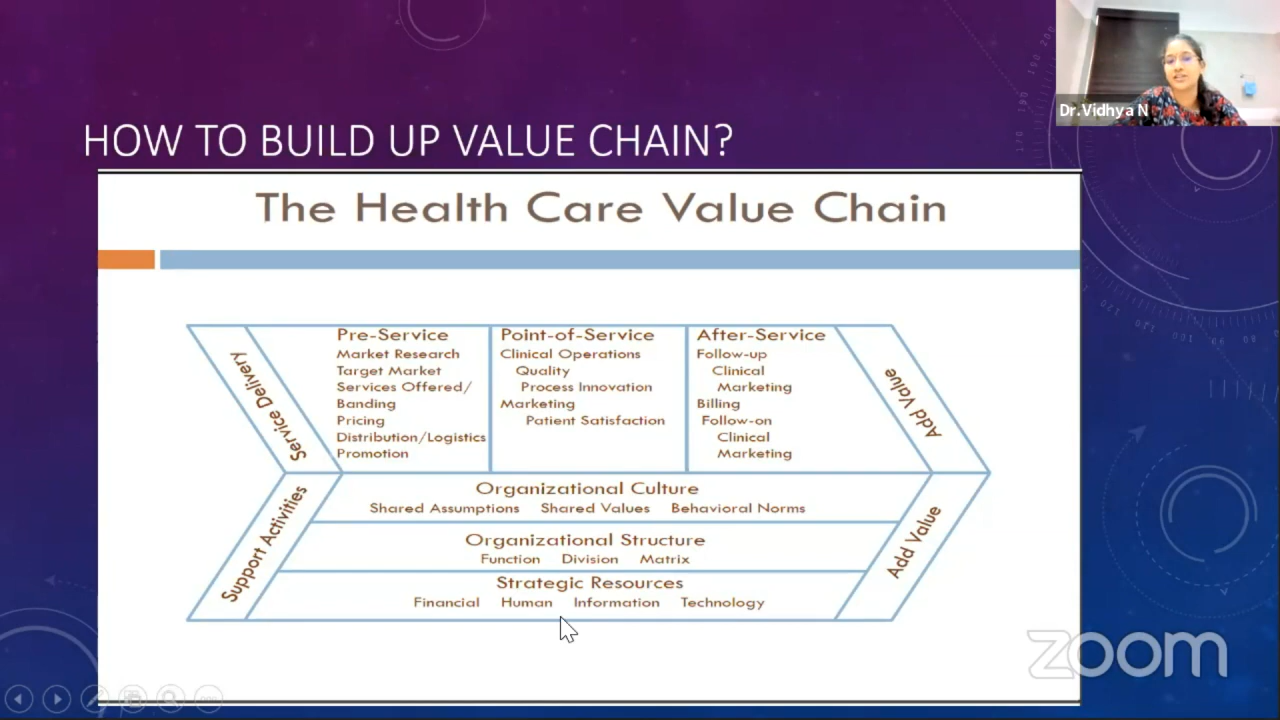 Dr.Vidhya N
HOW TO BUILD UP VALUE CHAIN?
The Health Care Value Chain
Service Delivery
Pre-Service
Market Research
Target Market
Services Offered/
Banding
Pricing
Distribution/Logistics
Promotion
Point-of-Service
Clinical Operations
Quality
Process Innovation
Marketing
Patient Satisfaction
After-Service
Follow-up
Clinical
Marketing
Billing
Follow-on
Clinical
Marketing
Add Value
Support Activities
Organizational Culture
Shared Assumptions Shared Values Behavioral Norms
Organizational Structure
Function Division Matrix
Strategic Resources
Financial Human Information Technology
Add Value
zoom